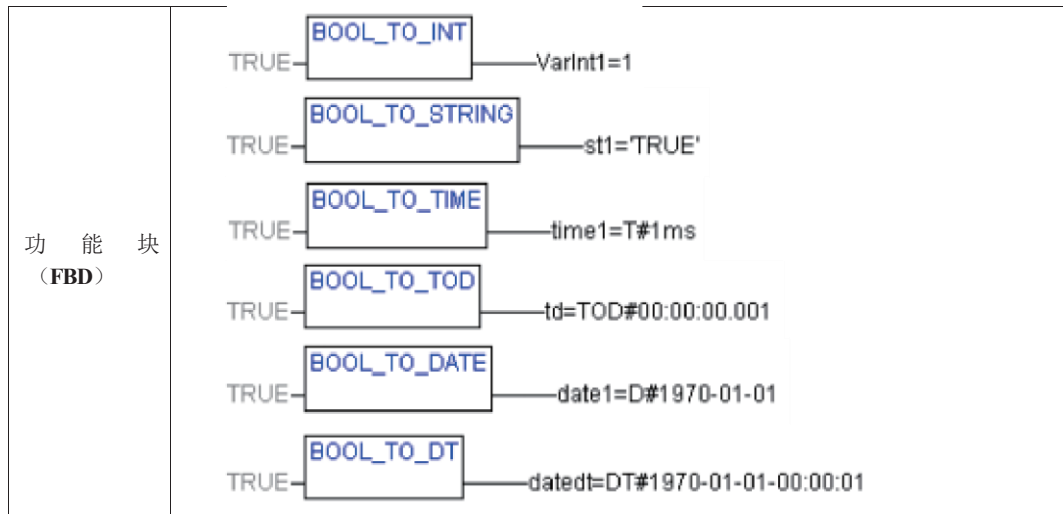 功 能 块
（FBD）
BOOL_TO_INT
TRUE VarInt1=1
BOOL_TO_STRING
TRUE st1='TRUE'
BOOL_TO_TIME
TRUE time1=T#1ms
BOOL_TO_TOD
TRUE td=TOD#00:00:00.001
BOOL_TO_DATE
TRUE date1=D#1970-01-01
BOOL_TO_DT
TRUE datedt=DT#1970-01-01-00:00:01